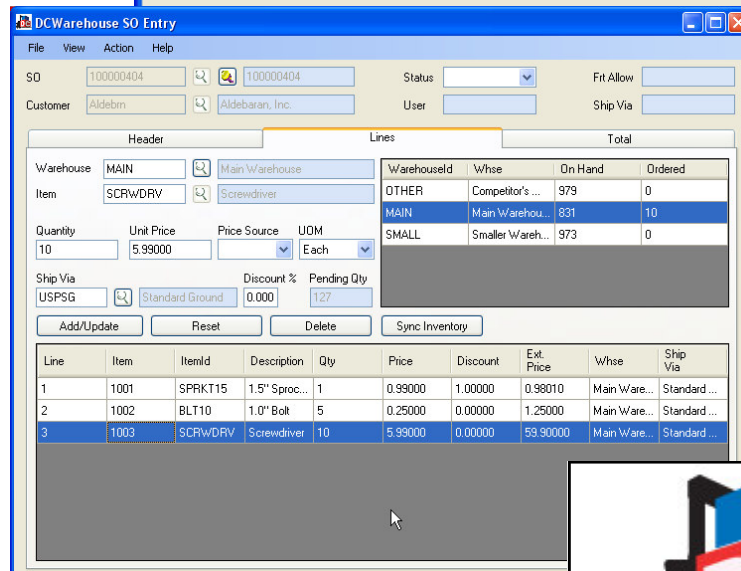 DCWarehouse SO Entry
File View Action Help
SO 100000404 100000404 Status Frt Allow
Customer Aldebrn Aldebaran, Inc. User Ship Via
Header Lines Total
Warehouse MAIN Main Warehouse
Item SCRWDRV Screwdriver
Quantity Unit Price Price Source UOM
10 5.99000 Each
Ship Via Discount % Pending Qty
USPSG Standard Ground 0.000 127
WarehouseId Whse On Hand Ordered
OTHER Competitor's ... 979 0
MAIN Main Warehou... 831 10
SMALL Smaller Wareh... 973 0
Add/Update Reset Delete Sync Inventory
Line Item ItemId Description Qty Price Discount Ext. Price Whse Ship Via
1 1001 SPRKT15 1.5" Sproc... 1 0.99000 1.00000 0.98010 Main Ware... Standard ...
2 1002 BLT10 1.0" Bolt 5 0.25000 0.00000 1.25000 Main Ware... Standard ...
3 1003 SCRWDRV Screwdriver 10 5.99000 0.00000 59.90000 Main Ware... Standard ...